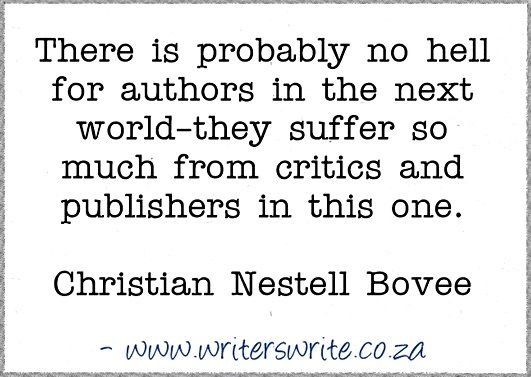 There is probably no hell
for authors in the next
world-they suffer so
much from critics and
publishers in this one.
Christian Nestell Bovee
- www.writerswrite.co.za